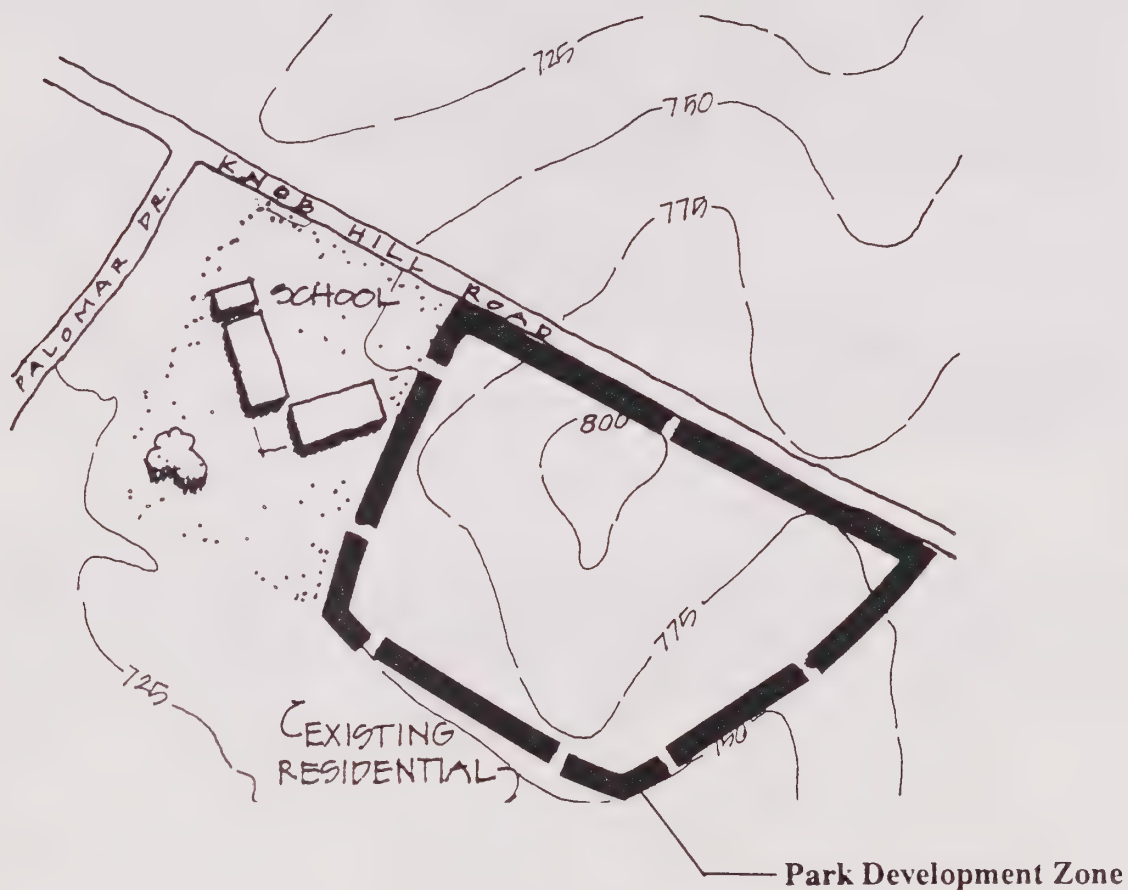 725
750
775
KNOB HILL ROAD
PALOMAR DR.
SCHOOL
800
775
725
750
EXISTING
RESIDENTIAL
Park Development Zone